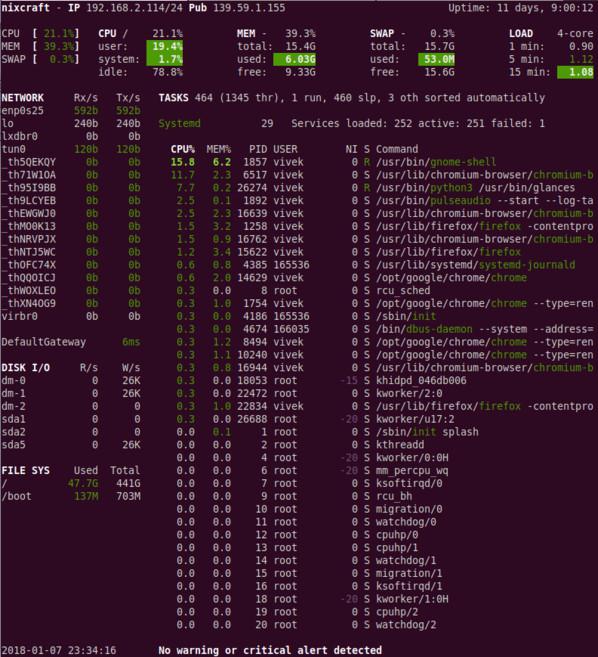 nixcraft - IP 192.168.2.114/24 Pub 139.59.1.155 Uptime: 11 days, 9:00:12
CPU [ 21.1%] CPU / 21.1% MEM - 39.3% SWAP - 0.3% LOAD 4-core
MEM [ 39.3%] user: 19.4% total: 15.4G total: 15.7G 1 min: 0.90
SWAP [ 0.3%] system: 1.7% used: 6.03G used: 53.0M 5 min: 1.12
idle: 78.8% free: 9.33G free: 15.6G 15 min: 1.08
NETWORK Rx/s Tx/s TASKS 464 (1345 thr), 1 run, 460 slp, 3 oth sorted automatically
enp0s25 592b 592b
lo 240b 240b Systemd 29 Services loaded: 252 active: 251 failed: 1
lxdbr0 0b 0b
tun0 120b 120b CPU% MEM% PID USER NI S Command
_th5QEKQY 0b 0b 15.8 6.2 1857 vivek 0 R /usr/bin/gnome-shell
_th71W1OA 0b 0b 11.7 2.3 6517 vivek 0 S /usr/lib/chromium-browser/chromium-b
_th95I9BB 0b 0b 7.7 0.2 26274 vivek 0 R /usr/bin/python3 /usr/bin/glances
_th9LCYEB 0b 0b 2.5 0.1 1892 vivek 0 S /usr/bin/pulseaudio --start --log-ta
_thEWGWJ0 0b 0b 2.5 2.3 16639 vivek 0 S /usr/lib/chromium-browser/chromium-b
_thMO0K13 0b 0b 1.5 3.2 1258 vivek 0 S /usr/lib/firefox/firefox -contentpro
_thNRVPJX 0b 0b 1.5 0.9 16762 vivek 0 S /usr/lib/chromium-browser/chromium-b
_thNTJ5WC 0b 0b 1.2 3.4 15622 vivek 0 S /usr/lib/firefox/firefox
_thOFC74X 0b 0b 0.6 0.8 4385 165536 0 S /usr/lib/systemd/systemd-journald
_thQQOICJ 0b 0b 0.6 2.0 14629 vivek 0 S /opt/google/chrome/chrome
_thWOXLEO 0b 0b 0.3 0.0 8 root 0 S rcu_sched
_thXN4OG9 0b 0b 0.3 1.0 1754 vivek 0 S /opt/google/chrome/chrome --type=ren
virbr0 0b 0b 0.3 0.0 4186 165536 0 S /sbin/init
0.3 0.0 4674 166035 0 S /bin/dbus-daemon --system --address=
DefaultGateway 6ms 0.3 1.2 8494 vivek 0 S /opt/google/chrome/chrome --type=ren
0.3 1.1 10240 vivek 0 S /opt/google/chrome/chrome --type=ren
DISK I/O R/s W/s 0.3 0.8 16944 vivek 0 S /usr/lib/chromium-browser/chromium-b
dm-0 0 26K 0.3 0.0 18053 root -15 S khidpd_046db006
dm-1 0 26K 0.3 0.0 22472 root 0 S kworker/2:0
dm-2 0 0 0.3 1.0 22834 vivek 0 S /usr/lib/firefox/firefox -contentpro
sda1 0 0 0.3 0.0 26688 root -20 S kworker/u17:2
sda2 0 0 0.0 0.1 1 root 0 S /sbin/init splash
sda5 0 26K 0.0 0.0 2 root 0 S kthreadd
0.0 0.0 4 root -20 S kworker/0:0H
FILE SYS Used Total 0.0 0.0 6 root -20 S mm_percpu_wq
/ 47.7G 441G 0.0 0.0 7 root 0 S ksoftirqd/0
/boot 137M 703M 0.0 0.0 9 root 0 S rcu_bh
0.0 0.0 10 root 0 S migration/0
0.0 0.0 11 root 0 S watchdog/0
0.0 0.0 12 root 0 S cpuhp/0
0.0 0.0 13 root 0 S cpuhp/1
0.0 0.0 14 root 0 S watchdog/1
0.0 0.0 15 root 0 S migration/1
0.0 0.0 16 root 0 S ksoftirqd/1
0.0 0.0 18 root -20 S kworker/1:0H
0.0 0.0 19 root 0 S cpuhp/2
0.0 0.0 20 root 0 S watchdog/2
2018-01-07 23:34:16 No warning or critical alert detected